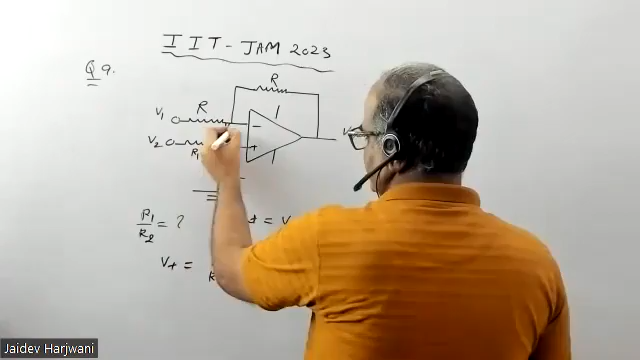 IIT - JAM 2023
Q 9.
R
V1 R -
V2 R1 +
R1/R2 = ?
V+ =
Jaidev Harjwani